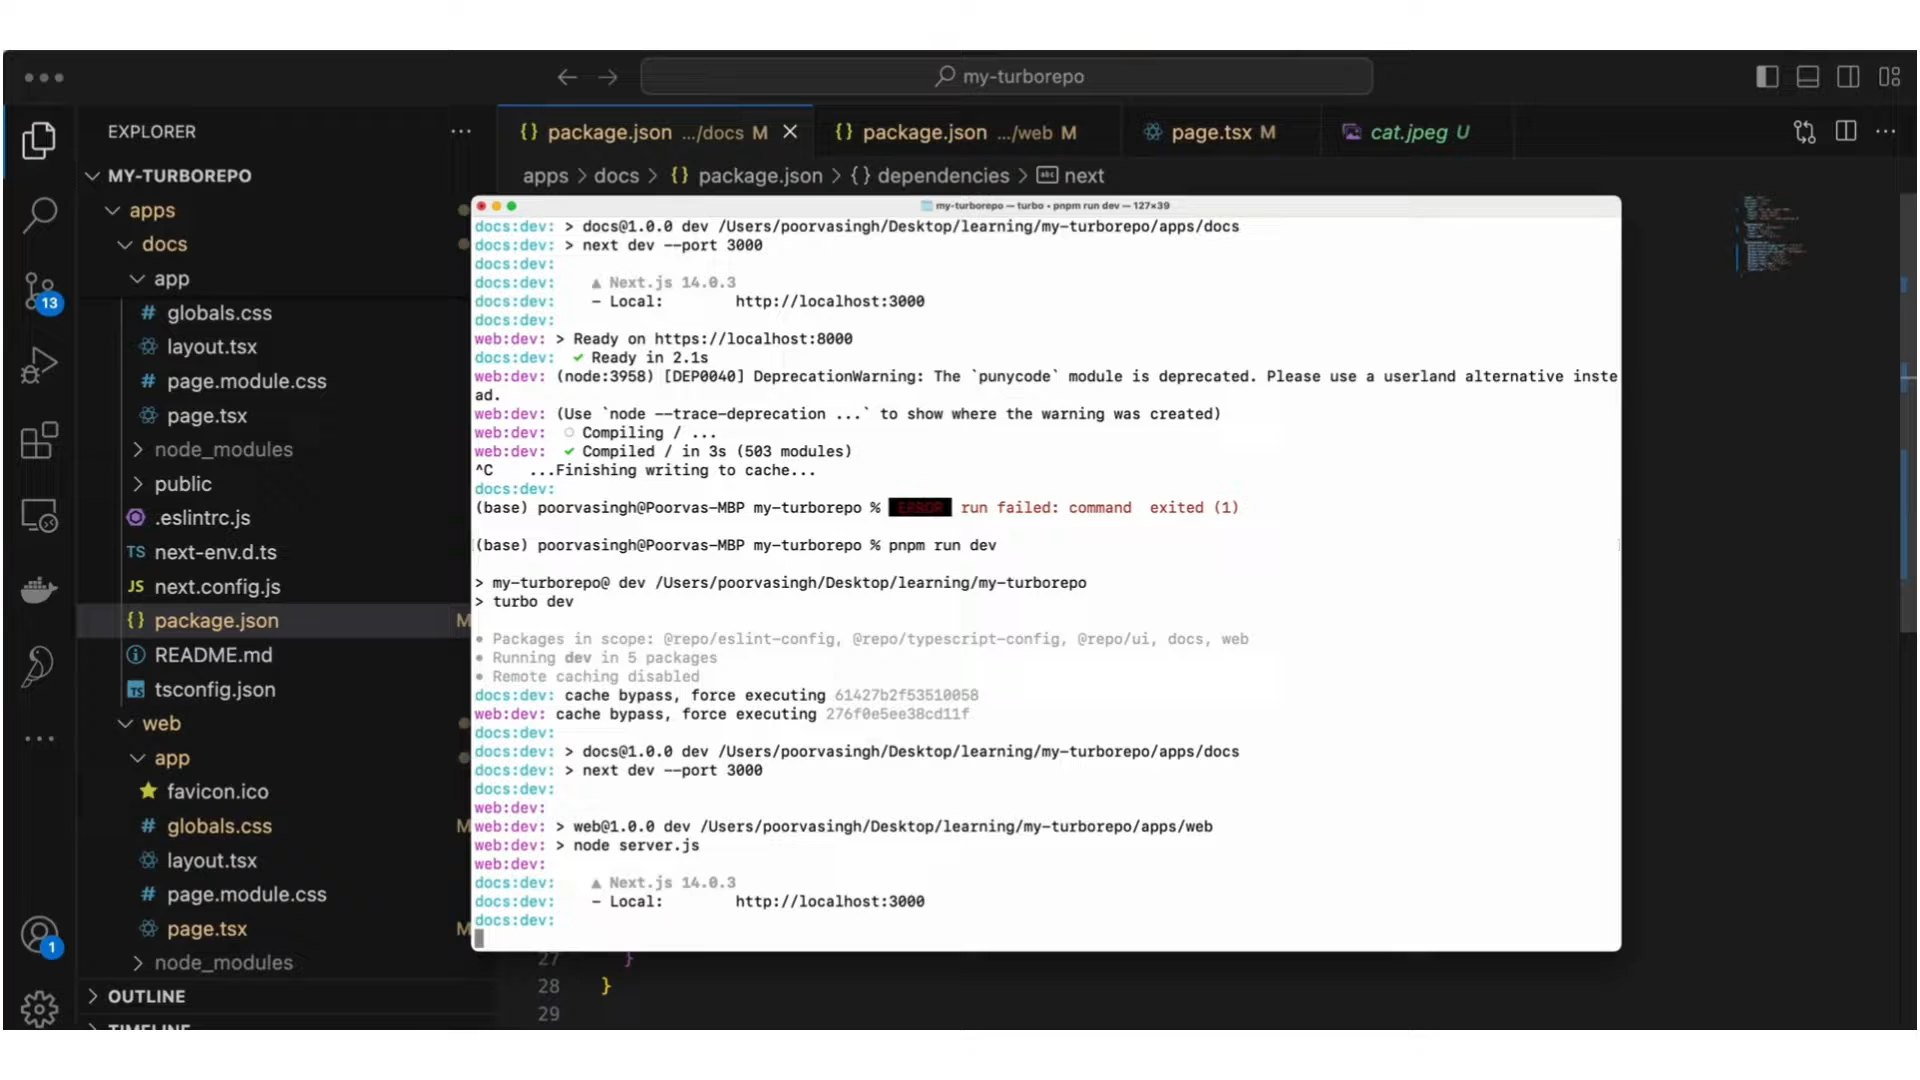 my-turborepo
EXPLORER
package.json .../docs M
package.json .../web M
page.tsx M
cat.jpeg U
MY-TURBOREPO
apps > docs > {} package.json > {} dependencies > next
apps
docs
app
globals.css
layout.tsx
page.module.css
page.tsx
node_modules
public
.eslintrc.js
TS next-env.d.ts
JS next.config.js
{} package.json M
README.md
tsconfig.json
web
app
favicon.ico
# globals.css M
layout.tsx
# page.module.css
page.tsx M
node_modules
OUTLINE
TIMELINE
13
1
my-turborepo — turbo • pnpm run dev — 127×39
docs:dev: > docs@1.0.0 dev /Users/poorvasingh/Desktop/learning/my-turborepo/apps/docs
docs:dev: > next dev --port 3000
docs:dev:
docs:dev: ▲ Next.js 14.0.3
docs:dev: - Local: http://localhost:3000
docs:dev:
web:dev: > Ready on https://localhost:8000
docs:dev: ✓ Ready in 2.1s
web:dev: (node:3958) [DEP0040] DeprecationWarning: The `punycode` module is deprecated. Please use a userland alternative inste
ad.
web:dev: (Use `node --trace-deprecation ...` to show where the warning was created)
web:dev: ○ Compiling / ...
web:dev: ✓ Compiled / in 3s (503 modules)
^C ...Finishing writing to cache...
docs:dev:
(base) poorvasingh@Poorvas-MBP my-turborepo % ERROR run failed: command exited (1)
(base) poorvasingh@Poorvas-MBP my-turborepo % pnpm run dev
> my-turborepo@ dev /Users/poorvasingh/Desktop/learning/my-turborepo
> turbo dev
• Packages in scope: @repo/eslint-config, @repo/typescript-config, @repo/ui, docs, web
• Running dev in 5 packages
• Remote caching disabled
docs:dev: cache bypass, force executing 61427b2f53510058
web:dev: cache bypass, force executing 276f0e5ee38cd11f
docs:dev:
docs:dev: > docs@1.0.0 dev /Users/poorvasingh/Desktop/learning/my-turborepo/apps/docs
docs:dev: > next dev --port 3000
docs:dev:
web:dev:
web:dev: > web@1.0.0 dev /Users/poorvasingh/Desktop/learning/my-turborepo/apps/web
web:dev: > node server.js
web:dev:
docs:dev: ▲ Next.js 14.0.3
docs:dev: - Local: http://localhost:3000
docs:dev:
27 }
28 }
29